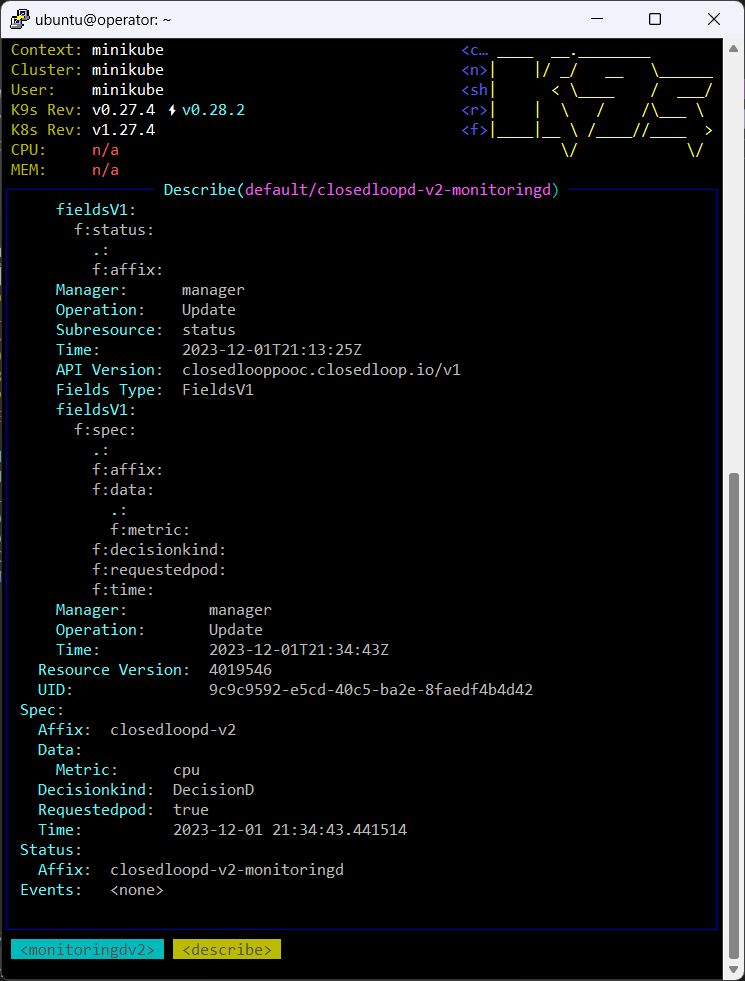 ubuntu@operator: ~
Context: minikube <c…
Cluster: minikube <n>
User: minikube <sh
K9s Rev: v0.27.4 ⚡v0.28.2 <r>
K8s Rev: v1.27.4 <f>
CPU: n/a
MEM: n/a
Describe(default/closedloopd-v2-monitoringd)
fieldsV1:
f:status:
.:
f:affix:
Manager: manager
Operation: Update
Subresource: status
Time: 2023-12-01T21:13:25Z
API Version: closedlooppooc.closedloop.io/v1
Fields Type: FieldsV1
fieldsV1:
f:spec:
.:
f:affix:
f:data:
.:
f:metric:
f:decisionkind:
f:requestedpod:
f:time:
Manager: manager
Operation: Update
Time: 2023-12-01T21:34:43Z
Resource Version: 4019546
UID: 9c9c9592-e5cd-40c5-ba2e-8faedf4b4d42
Spec:
Affix: closedloopd-v2
Data:
Metric: cpu
Decisionkind: DecisionD
Requestedpod: true
Time: 2023-12-01 21:34:43.441514
Status:
Affix: closedloopd-v2-monitoringd
Events: <none>
<monitoringdv2> <describe>